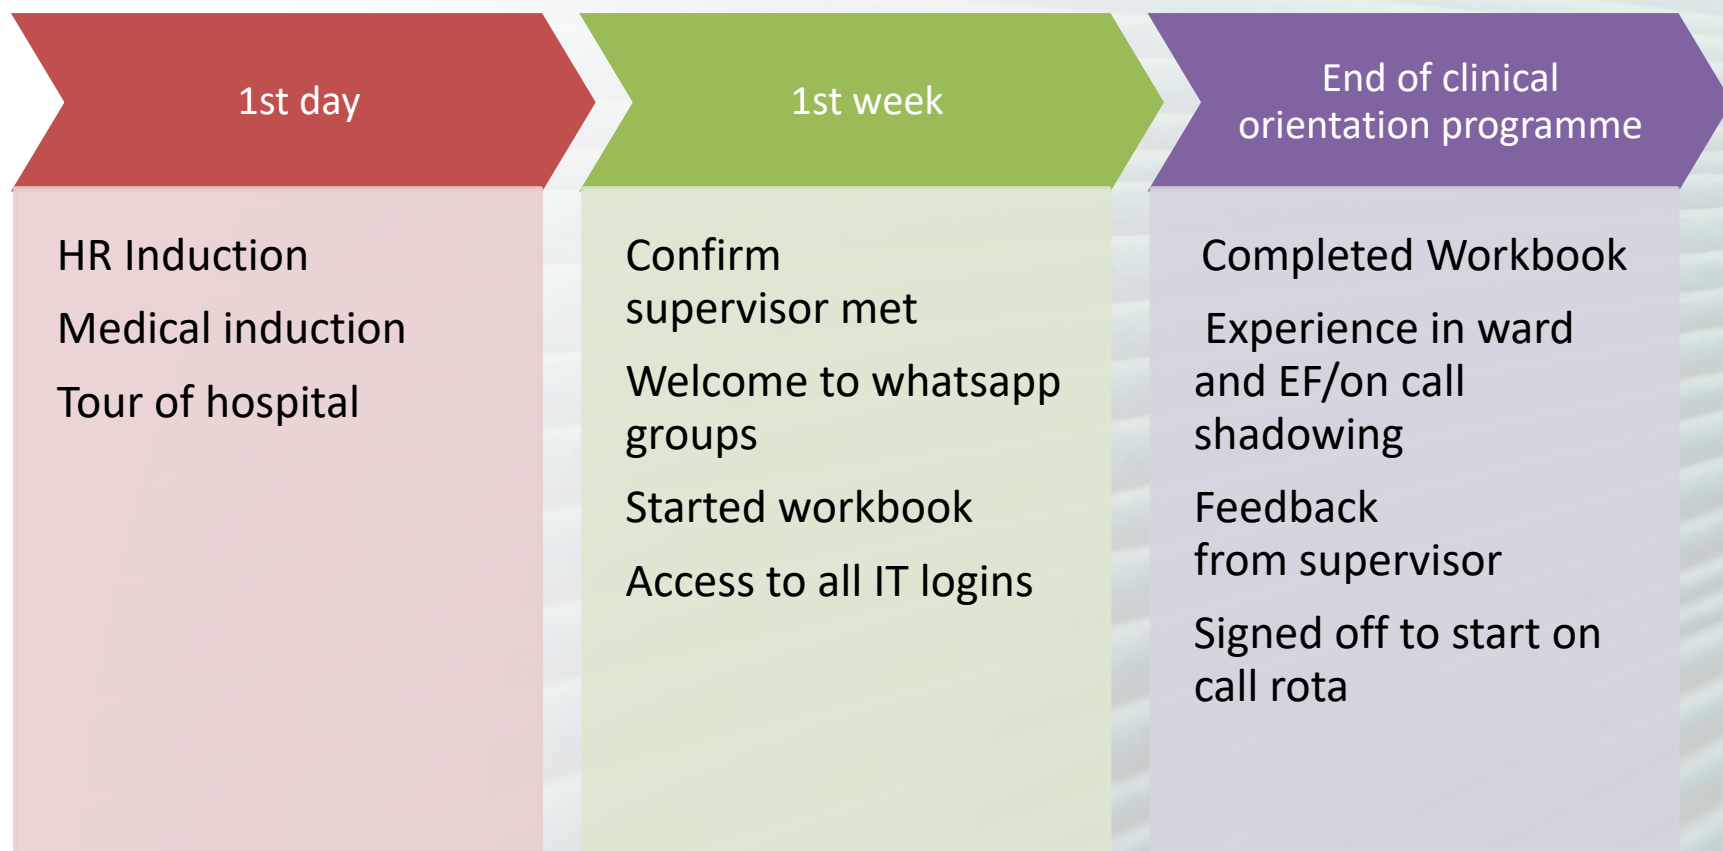 1st day
HR Induction
Medical induction
Tour of hospital
1st week
Confirm
supervisor met
Welcome to whatsapp
groups
Started workbook
Access to all IT logins
End of clinical
orientation programme
Completed Workbook
Experience in ward
and EF/on call
shadowing
Feedback
from supervisor
Signed off to start on
call rota